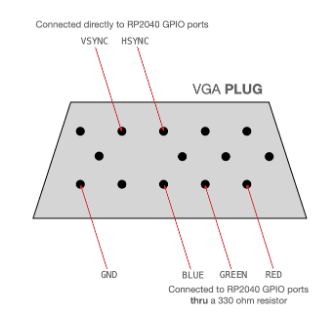 Connected directly to RP2040 GPIO ports
VSYNC HSYNC
VGA PLUG
GND BLUE GREEN RED
Connected to RP2040 GPIO ports
thru a 330 ohm resistor